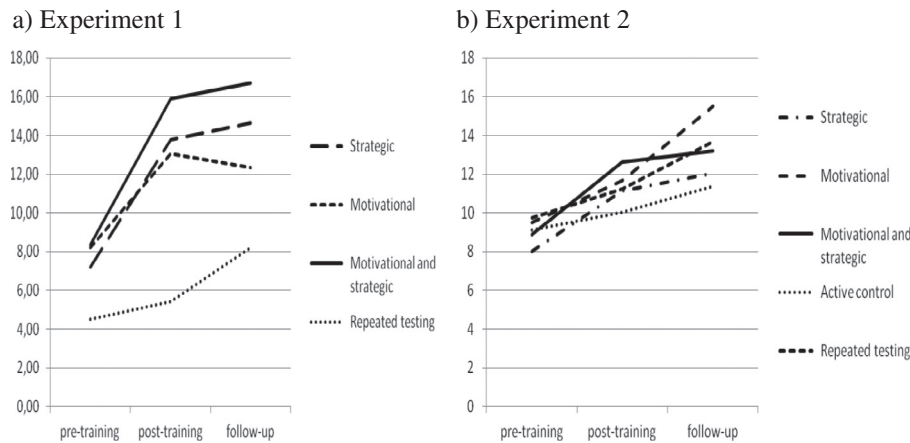 a) Experiment 1
18,00
16,00
14,00
12,00
10,00
8,00
6,00
4,00
2,00
0,00
pre-training post-training follow-up
Strategic
Motivational
Motivational and
strategic
Repeated testing
b) Experiment 2
18
16
14
12
10
8
6
4
2
0
pre-training post-training follow-up
Strategic
Motivational
Motivational and
strategic
Active control
Repeated testing